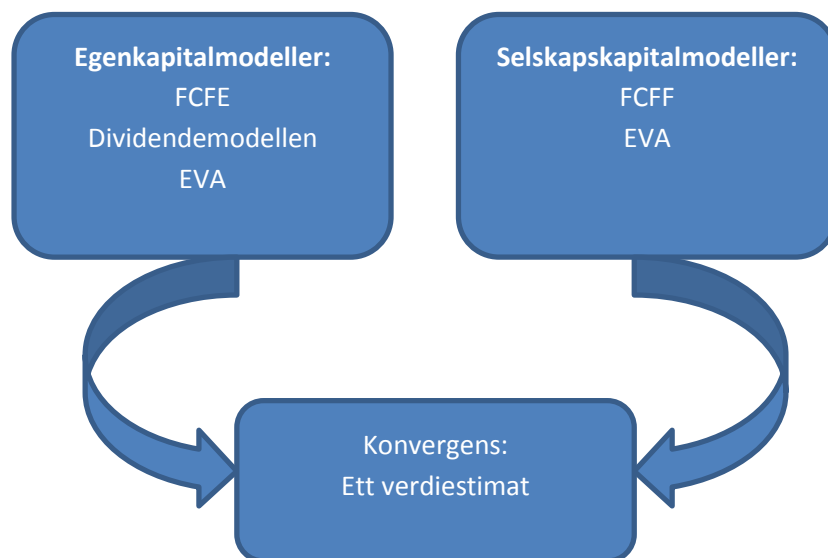 Egenkapitalmodeller:
FCFE
Dividendemodellen
EVA
Selskapskapitalmodeller:
FCFF
EVA
Konvergens:
Ett verdiestimat